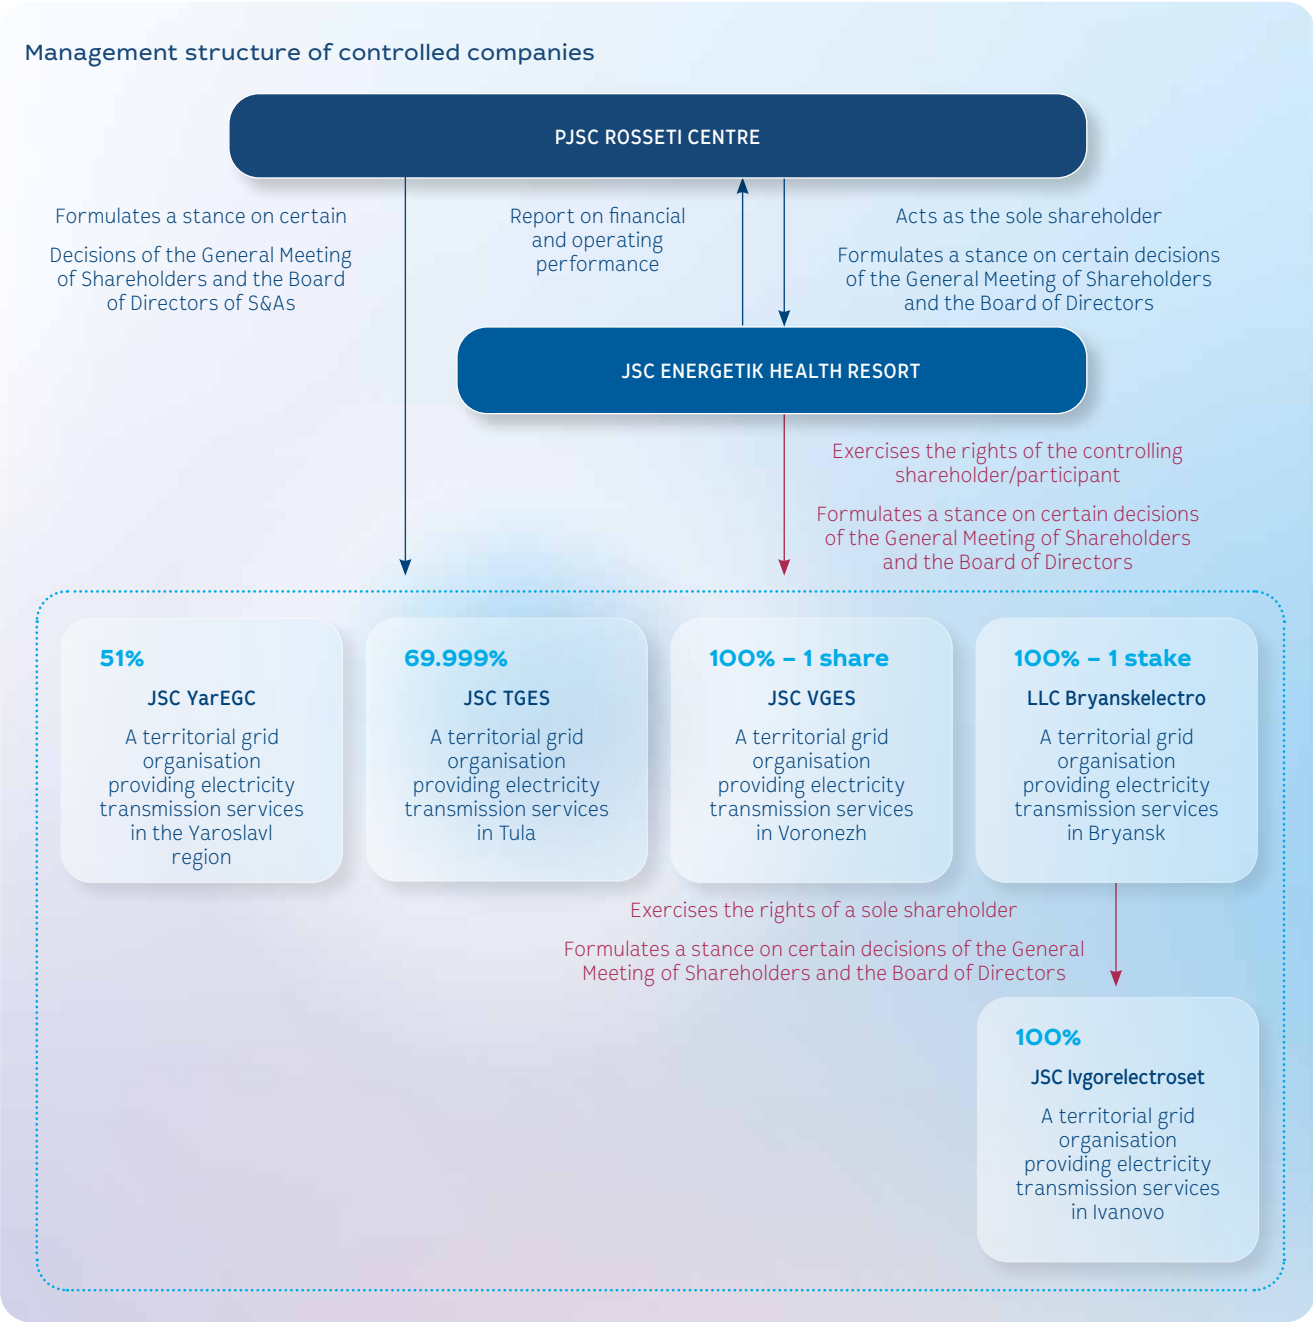 Management structure of controlled companies
PJSC ROSSETI CENTRE
Formulates a stance on certain
Decisions of the General Meeting
of Shareholders and the Board
of Directors of S&As
Report on financial
and operating
performance
Acts as the sole shareholder
Formulates a stance on certain decisions
of the General Meeting of Shareholders
and the Board of Directors
JSC ENERGETIK HEALTH RESORT
Exercises the rights of the controlling
shareholder/participant
Formulates a stance on certain decisions
of the General Meeting of Shareholders
and the Board of Directors
51%
JSC YarEGC
A territorial grid
organisation
providing electricity
transmission services
in the Yaroslavl
region
69.999%
JSC TGES
A territorial grid
organisation
providing electricity
transmission services
in Tula
100% – 1 share
JSC VGES
A territorial grid
organisation
providing electricity
transmission services
in Voronezh
100% – 1 stake
LLC Bryanskelectro
A territorial grid
organisation
providing electricity
transmission services
in Bryansk
Exercises the rights of a sole shareholder
Formulates a stance on certain decisions of the General
Meeting of Shareholders and the Board of Directors
100%
JSC Ivgorelectroset
A territorial grid
organisation
providing electricity
transmission services
in Ivanovo